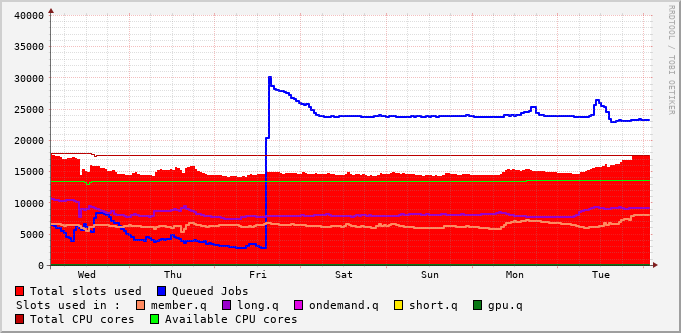 40000
35000
30000
25000
20000
15000
10000
5000
0
Wed Thu Fri Sat Sun Mon Tue
RRDTOOL / TOBI OETIKER
Total slots used Queued Jobs
Slots used in : member.q long.q ondemand.q short.q gpu.q
Total CPU cores Available CPU cores